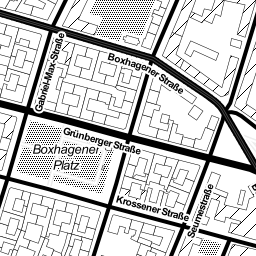 Boxhagener Straße
Gabriel-Max-Straße
Grünberger Straße
Boxhagener
Platz
Krossener Straße
Seumestraße